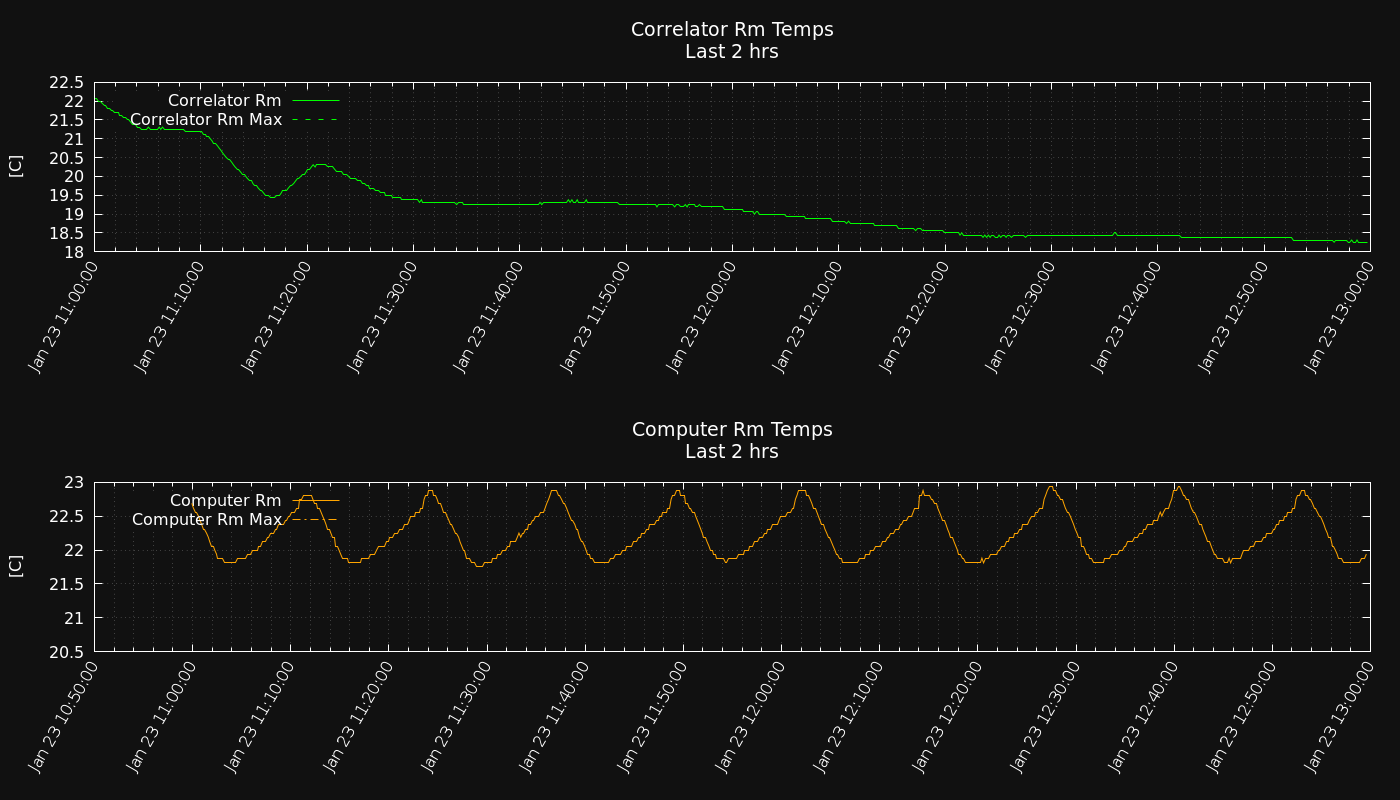 Correlator Rm Temps
Last 2 hrs
22.5
22
21.5
21
20.5
20
19.5
19
18.5
18
[C]
Correlator Rm
Correlator Rm Max
Jan 23 11:00:00
Jan 23 11:10:00
Jan 23 11:20:00
Jan 23 11:30:00
Jan 23 11:40:00
Jan 23 11:50:00
Jan 23 12:00:00
Jan 23 12:10:00
Jan 23 12:20:00
Jan 23 12:30:00
Jan 23 12:40:00
Jan 23 12:50:00
Jan 23 13:00:00
Computer Rm Temps
Last 2 hrs
23
22.5
22
21.5
21
20.5
[C]
Computer Rm
Computer Rm Max
Jan 23 10:50:00
Jan 23 11:00:00
Jan 23 11:10:00
Jan 23 11:20:00
Jan 23 11:30:00
Jan 23 11:40:00
Jan 23 11:50:00
Jan 23 12:00:00
Jan 23 12:10:00
Jan 23 12:20:00
Jan 23 12:30:00
Jan 23 12:40:00
Jan 23 12:50:00
Jan 23 13:00:00